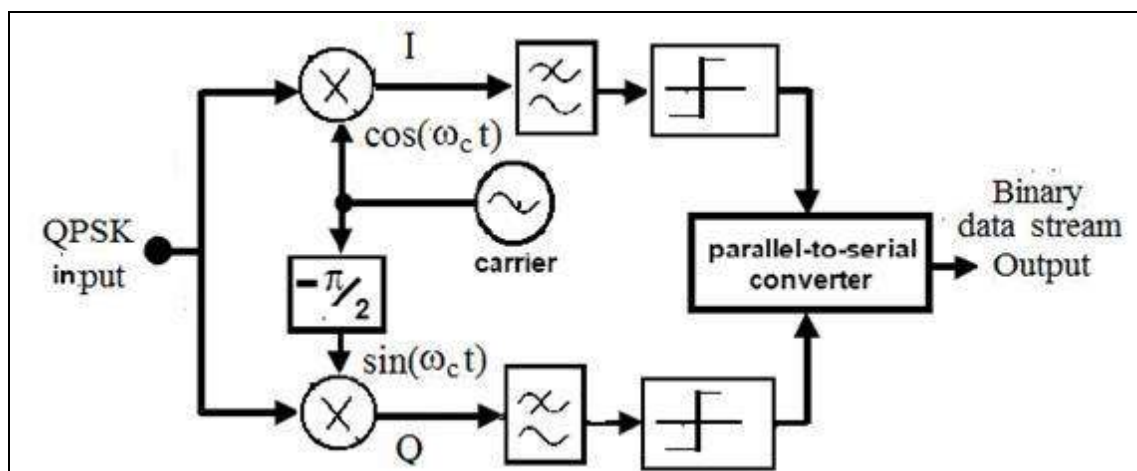 I
cos(ω_c t)
QPSK
input
carrier
Binary
data stream
Output
parallel-to-serial
converter
- π/2
sin(ω_c t)
Q